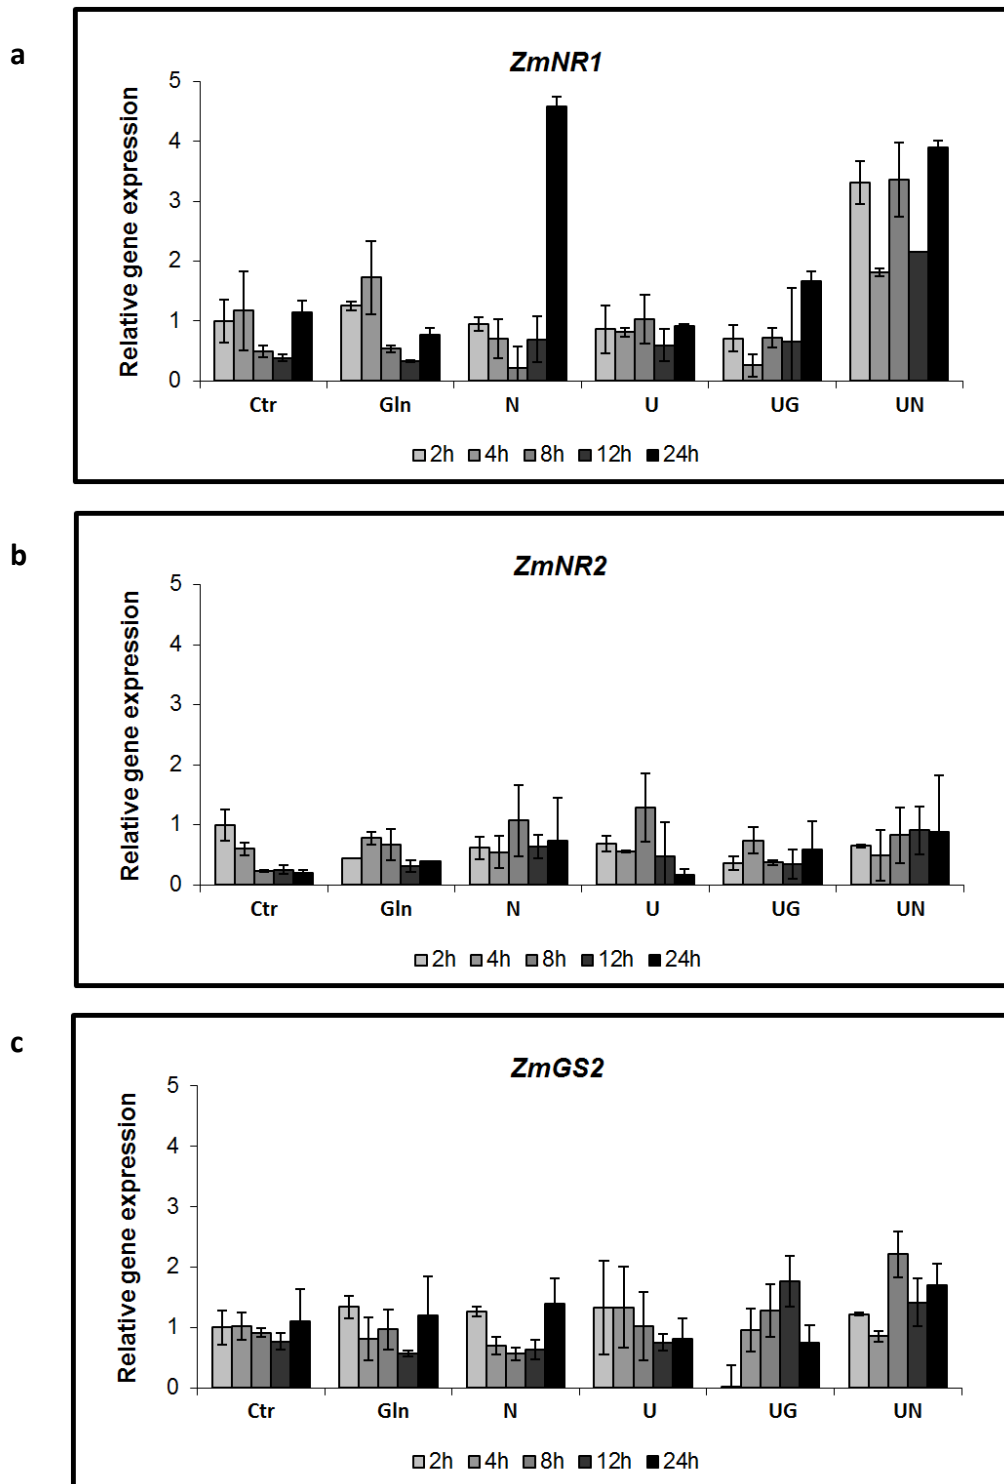 a
ZmNR1
Relative gene expression
5
4
3
2
1
0
Ctr Gln N U UG UN
2h 4h 8h 12h 24h
b
ZmNR2
Relative gene expression
5
4
3
2
1
0
Ctr Gln N U UG UN
2h 4h 8h 12h 24h
c
ZmGS2
Relative gene expression
5
4
3
2
1
0
Ctr Gln N U UG UN
2h 4h 8h 12h 24h